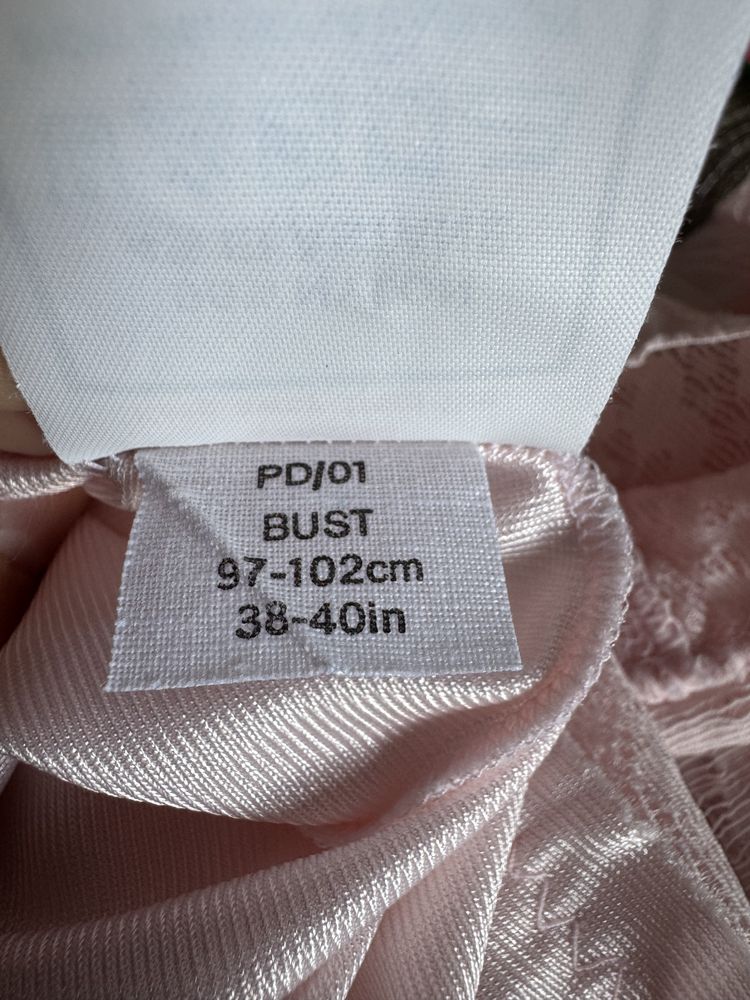 PD/01
BUST
97-102cm
38-40in